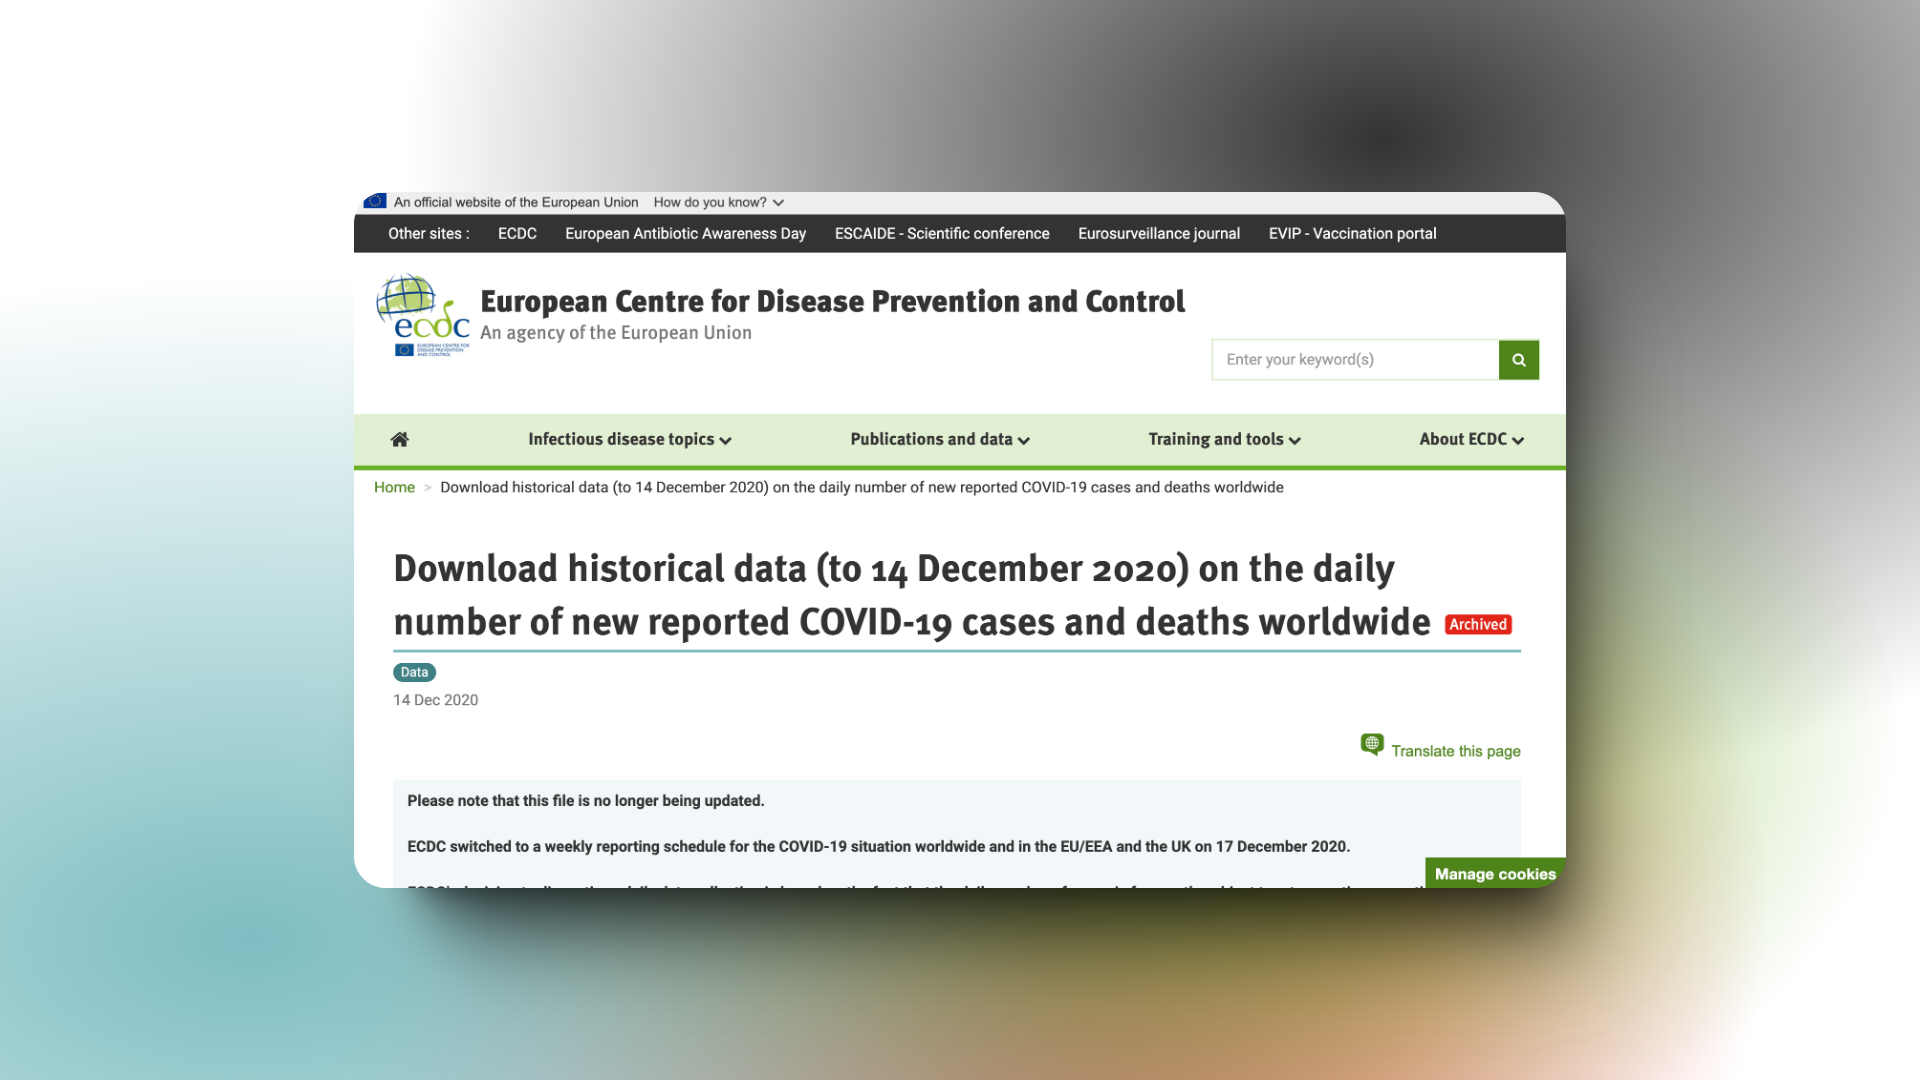 An official website of the European Union How do you know?
Other sites : ECDC European Antibiotic Awareness Day ESCAIDE - Scientific conference Eurosurveillance journal EVIP - Vaccination portal
ecdc
EUROPEAN CENTRE FOR
DISEASE PREVENTION
AND CONTROL
European Centre for Disease Prevention and Control
An agency of the European Union
Enter your keyword(s)
Infectious disease topics Publications and data Training and tools About ECDC
Home > Download historical data (to 14 December 2020) on the daily number of new reported COVID-19 cases and deaths worldwide
Download historical data (to 14 December 2020) on the daily
number of new reported COVID-19 cases and deaths worldwide Archived
Data
14 Dec 2020
Translate this page
Please note that this file is no longer being updated.
ECDC switched to a weekly reporting schedule for the COVID-19 situation worldwide and in the EU/EEA and the UK on 17 December 2020.
Manage cookies